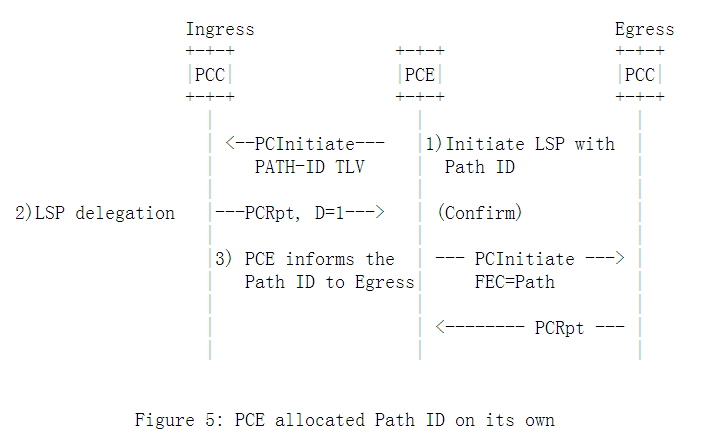 Ingress                                    Egress
+-+-+                +-+-+                 +-+-+
|PCC|                |PCE|                 |PCC|
+-+-+                +-+-+                 +-+-+
| | |
| <--PCInitiate--- |1)Initiate LSP with |
| PATH-ID TLV | Path ID |
| | |
2)LSP delegation |---PCRpt, D=1---> | (Confirm) |
| | |
|3) PCE informs the | --- PCInitiate ---> |
| Path ID to Egress| FEC=Path |
| | |
| | <-------- PCRpt --- |
| | |
Figure 5: PCE allocated Path ID on its own